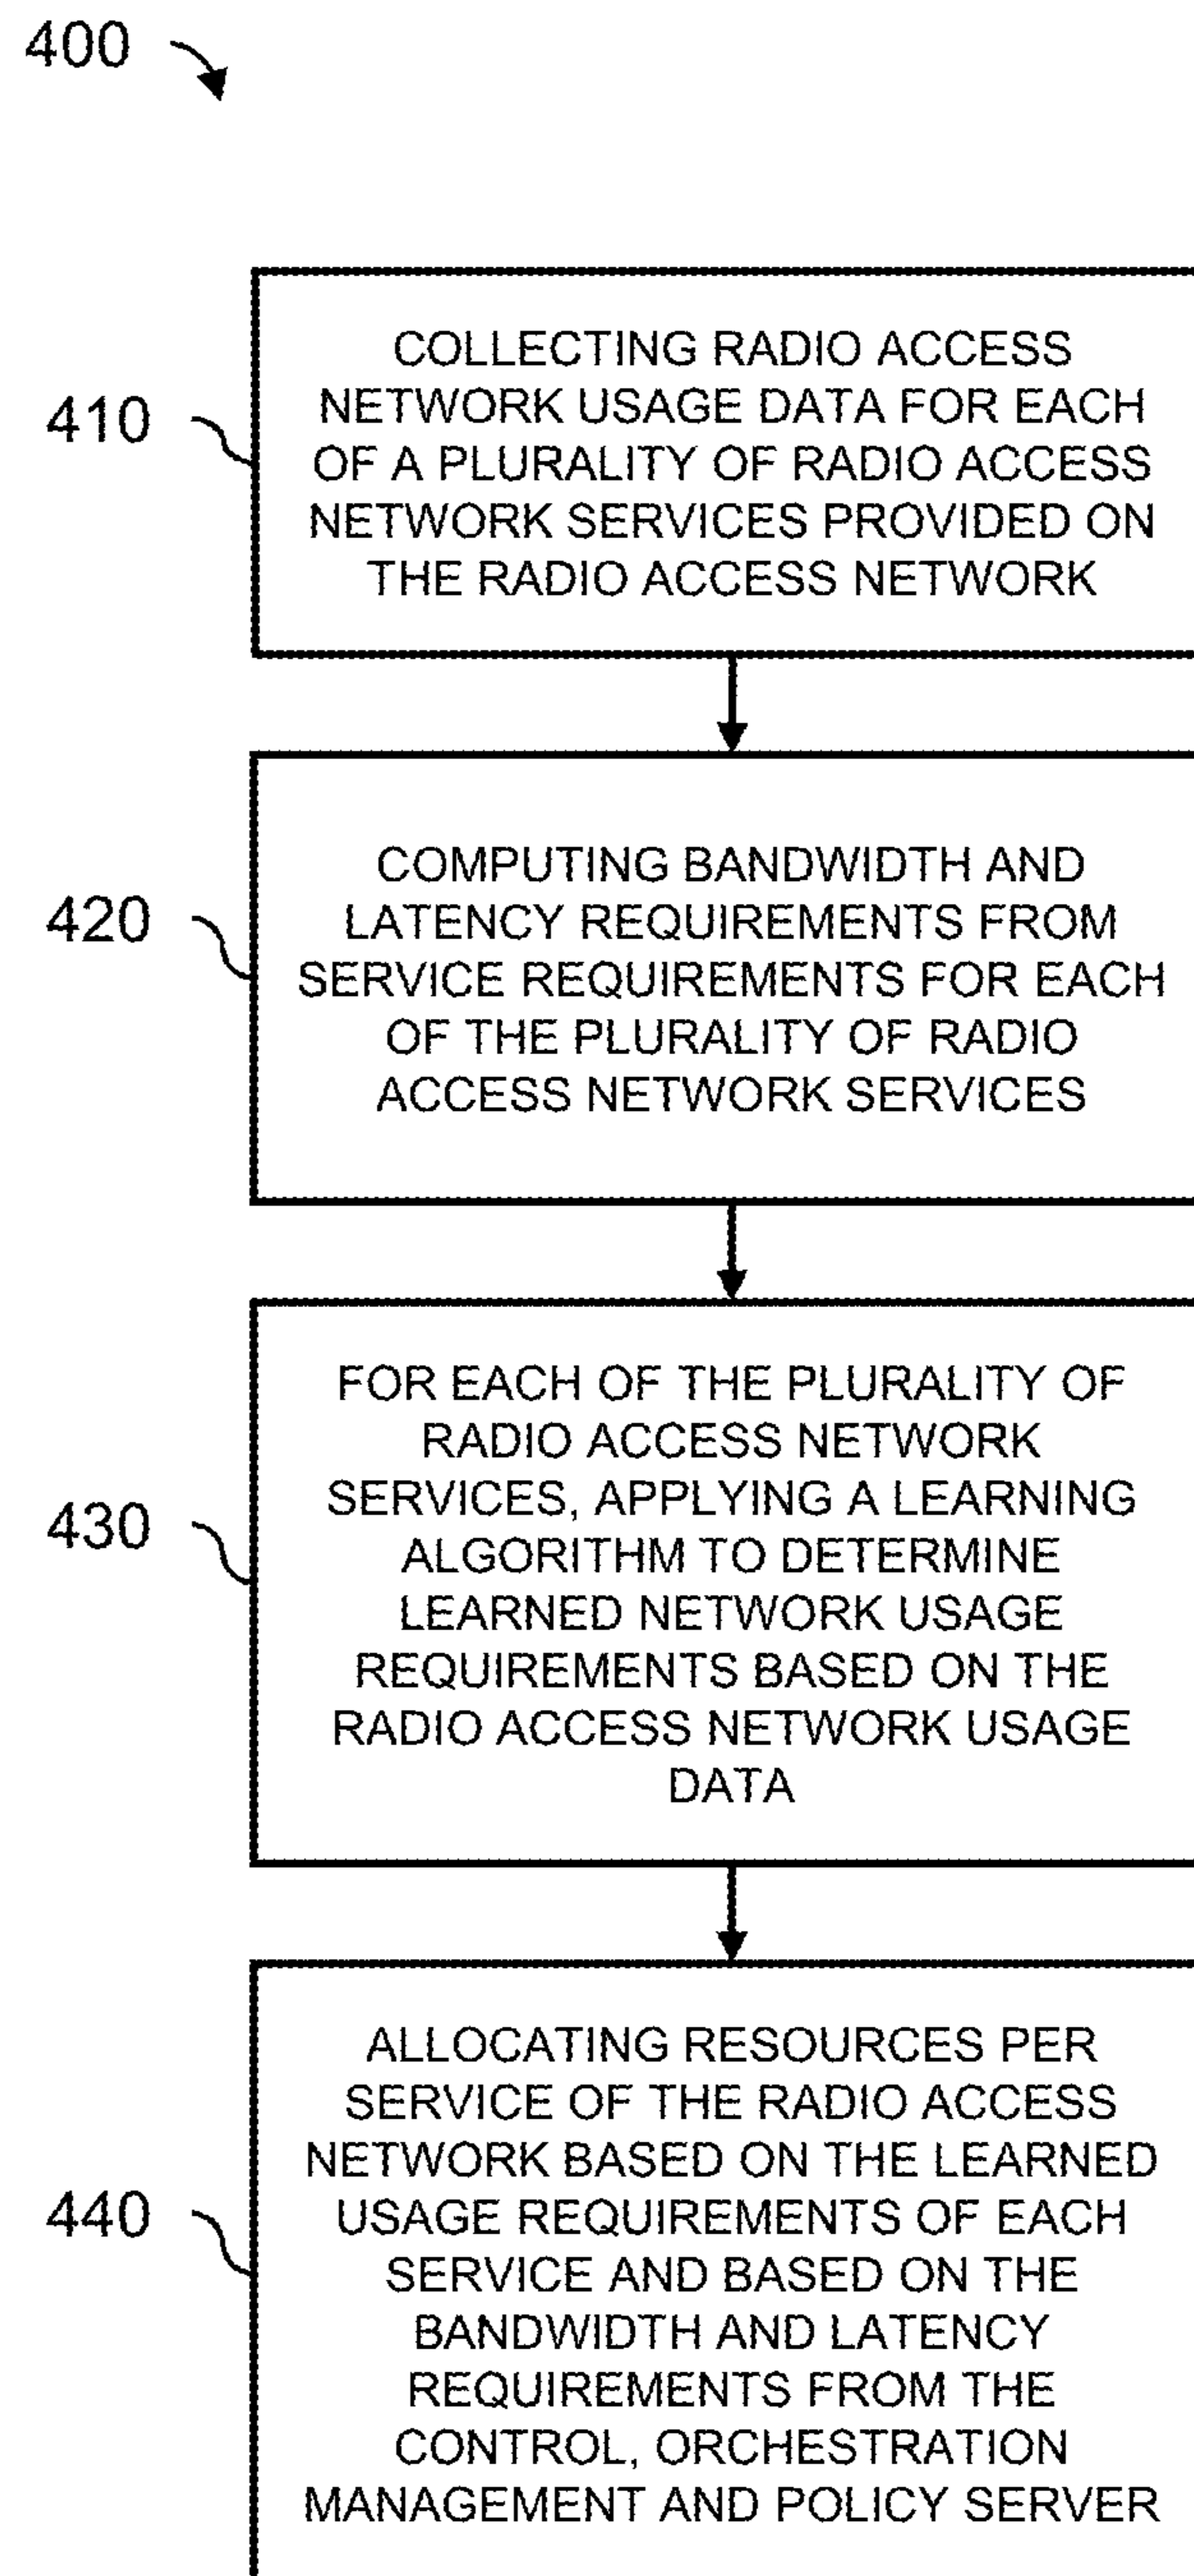 400
410
COLLECTING RADIO ACCESS
NETWORK USAGE DATA FOR EACH
OF A PLURALITY OF RADIO ACCESS
NETWORK SERVICES PROVIDED ON
THE RADIO ACCESS NETWORK
420
COMPUTING BANDWIDTH AND
LATENCY REQUIREMENTS FROM
SERVICE REQUIREMENTS FOR EACH
OF THE PLURALITY OF RADIO
ACCESS NETWORK SERVICES
430
FOR EACH OF THE PLURALITY OF
RADIO ACCESS NETWORK
SERVICES, APPLYING A LEARNING
ALGORITHM TO DETERMINE
LEARNED NETWORK USAGE
REQUIREMENTS BASED ON THE
RADIO ACCESS NETWORK USAGE
DATA
440
ALLOCATING RESOURCES PER
SERVICE OF THE RADIO ACCESS
NETWORK BASED ON THE LEARNED
USAGE REQUIREMENTS OF EACH
SERVICE AND BASED ON THE
BANDWIDTH AND LATENCY
REQUIREMENTS FROM THE
CONTROL, ORCHESTRATION
MANAGEMENT AND POLICY SERVER